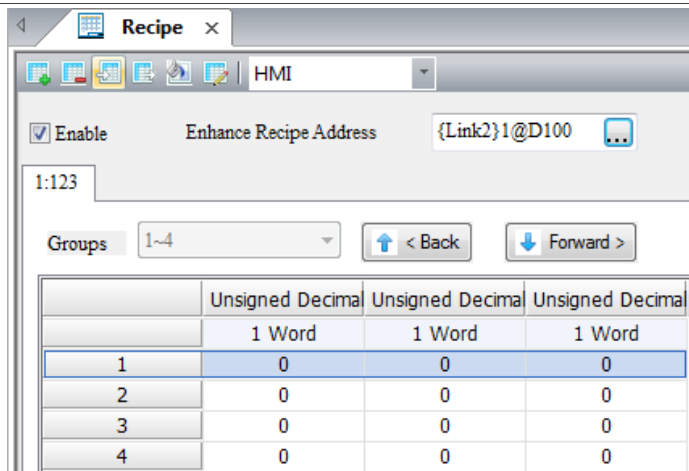 Recipe
HMI
Enable Enhance Recipe Address {Link2}1@D100 ...
1:123
Groups 1~4 < Back Forward >
Unsigned Decimal Unsigned Decimal Unsigned Decimal
1 Word 1 Word 1 Word
1 0 0 0
2 0 0 0
3 0 0 0
4 0 0 0